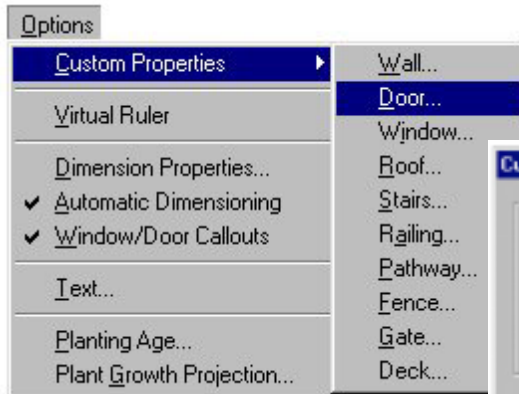 Options
Custom Properties
Virtual Ruler
Dimension Properties...
Automatic Dimensioning
Window/Door Callouts
Text...
Planting Age...
Plant Growth Projection...
Wall...
Door...
Window...
Roof...
Stairs...
Railing...
Pathway...
Fence...
Gate...
Deck...
Cu